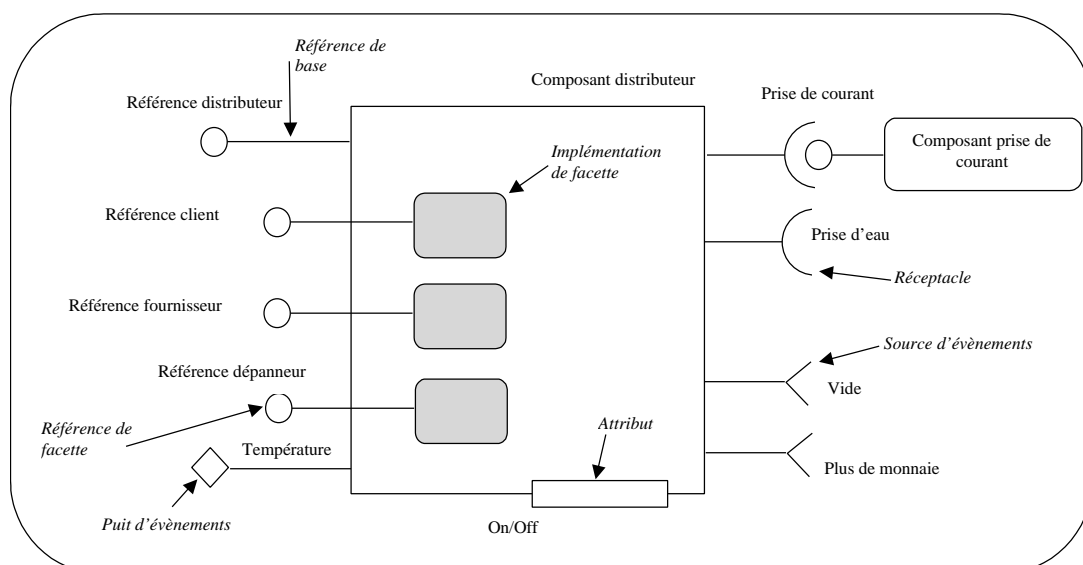 Référence de
base
Composant distributeur
Prise de courant
Référence distributeur
Composant prise de
courant
Implémentation
de facette
Référence client
Prise d'eau
Réceptacle
Référence fournisseur
Source d'évènements
Référence dépanneur
Vide
Attribut
Référence de
facette
Température
Plus de monnaie
Puit d'évènements
On/Off